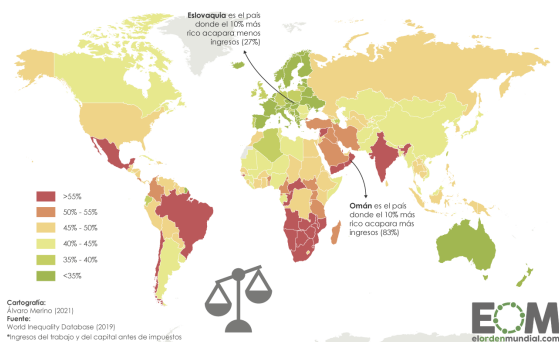 Eslovaquia es el país
donde el 10% más
rico acapara menos
ingresos (27%)
Omán es el país
donde el 10% más
rico acapara más
ingresos (83%)
>55%
50% - 55%
45% - 50%
40% - 45%
35% - 40%
<35%
Cartografía:
Álvaro Merino (2021)
Fuente:
World Inequality Database (2019)
*Ingresos del trabajo y del capital antes de impuestos
EOM
elordenmundial.com